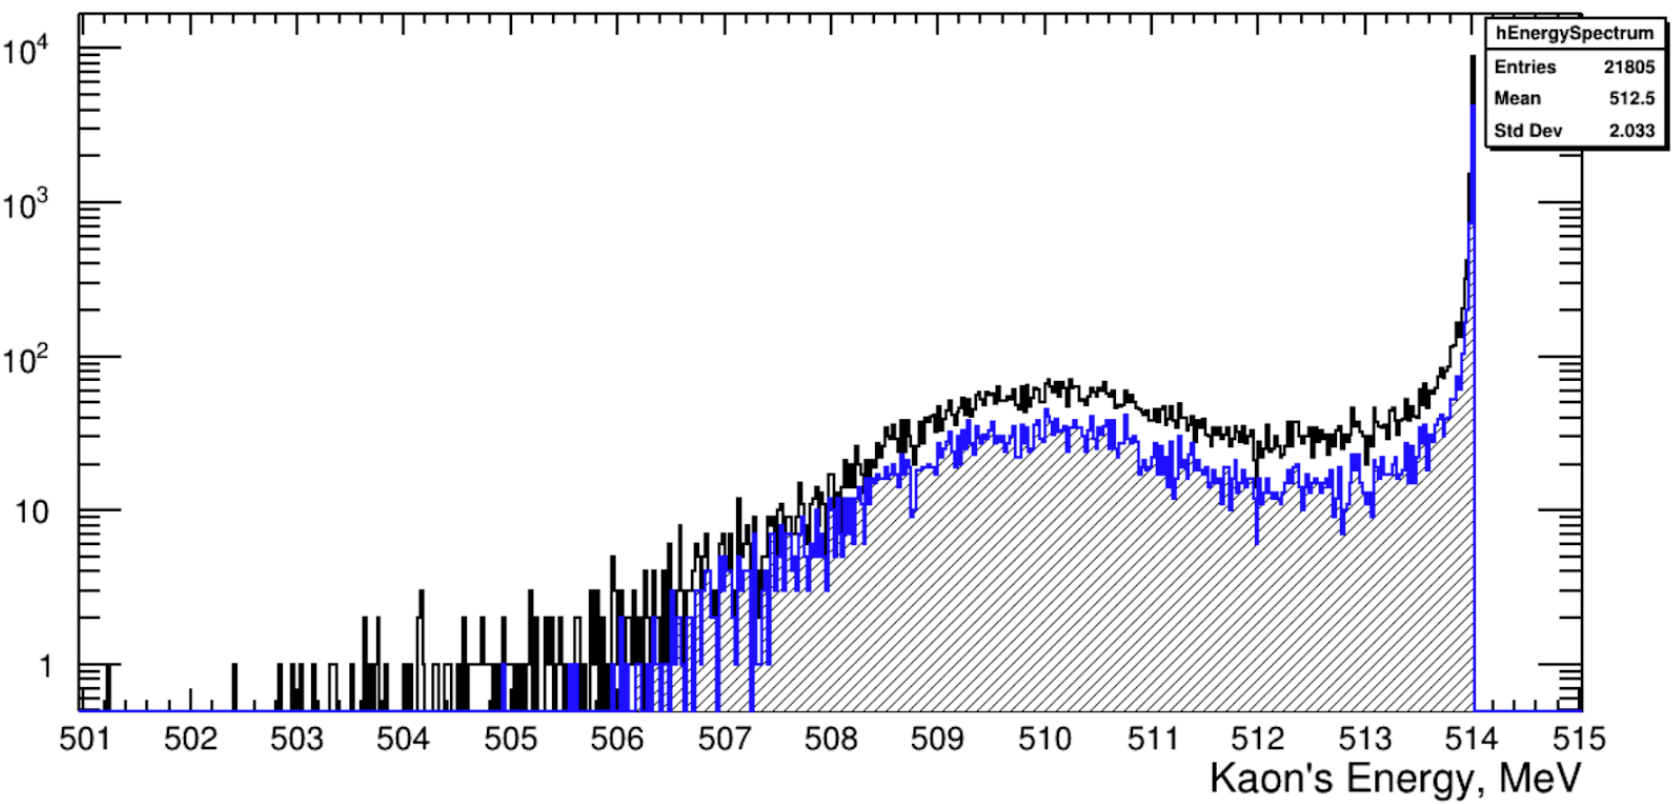 10^4
10^3
10^2
10
1
hEnergySpectrum
Entries 21805
Mean 512.5
Std Dev 2.033
501 502 503 504 505 506 507 508 509 510 511 512 513 514 515
Kaon's Energy, MeV